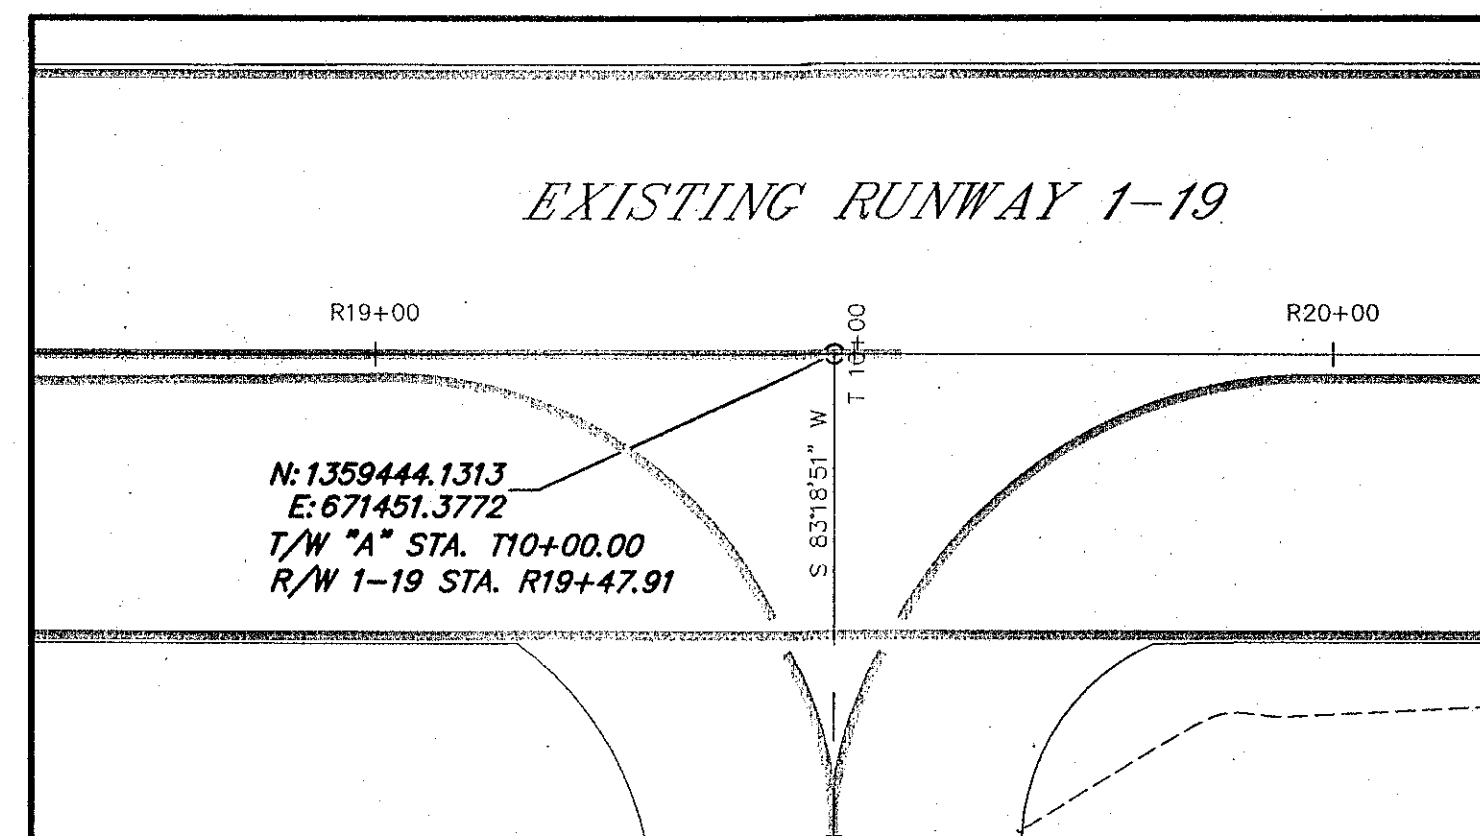 EXISTING RUNWAY 1-19
R19+00
T 10+00
R20+00
S 83°18'51" W
N: 1359444.1313
E: 671451.3772
T/W "A" STA. T10+00.00
R/W 1-19 STA. R19+47.91